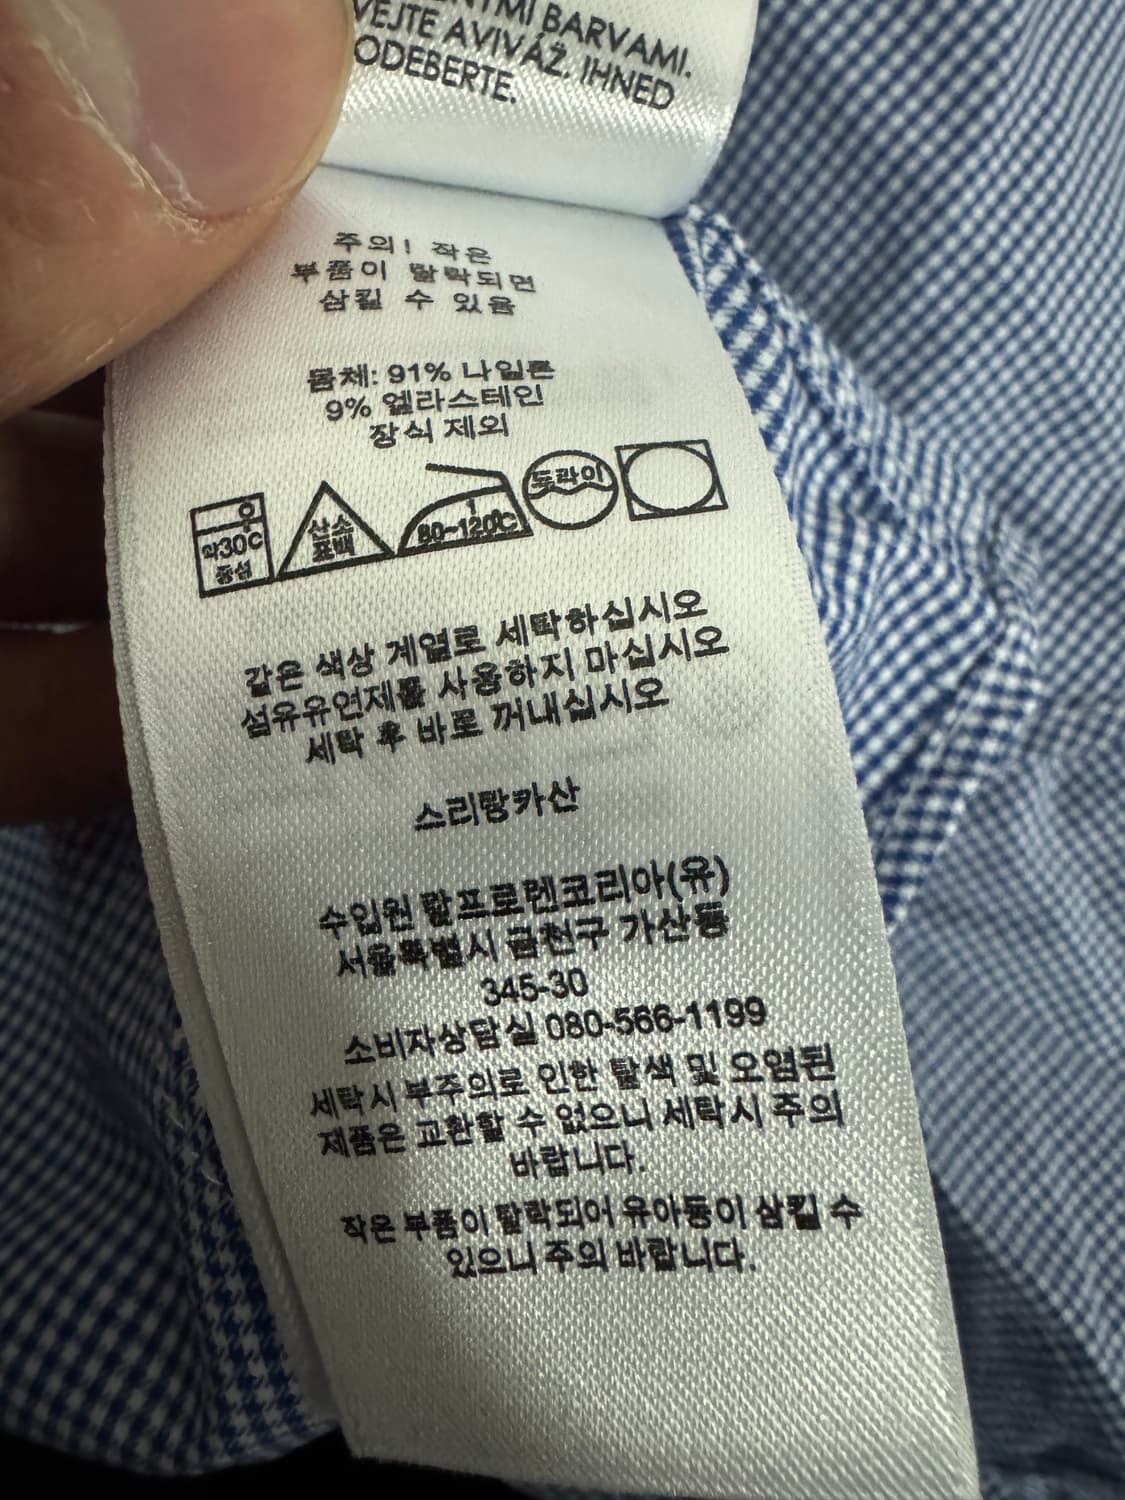 BARVAMI.
AVIVÁŽ. IHNED
ODEBERTE.
주의! 작은
부품이 탈락되면
삼킬 수 있음
몸체: 91% 나일론
9% 엘라스테인
장식 제외
우
약30℃
중성
산소
표백
80~120℃
드라이
같은 색상 계열로 세탁하십시오
섬유유연제를 사용하지 마십시오
세탁 후 바로 꺼내십시오
스리랑카산
수입원 랄프로렌코리아(유)
서울특별시 금천구 가산동
345-30
소비자상담실 080-566-1199
세탁시 부주의로 인한 탈색 및 오염된
제품은 교환할 수 없으니 세탁시 주의
바랍니다.
작은 부품이 탈락되어 유아등이 삼킬 수
있으니 주의 바랍니다.